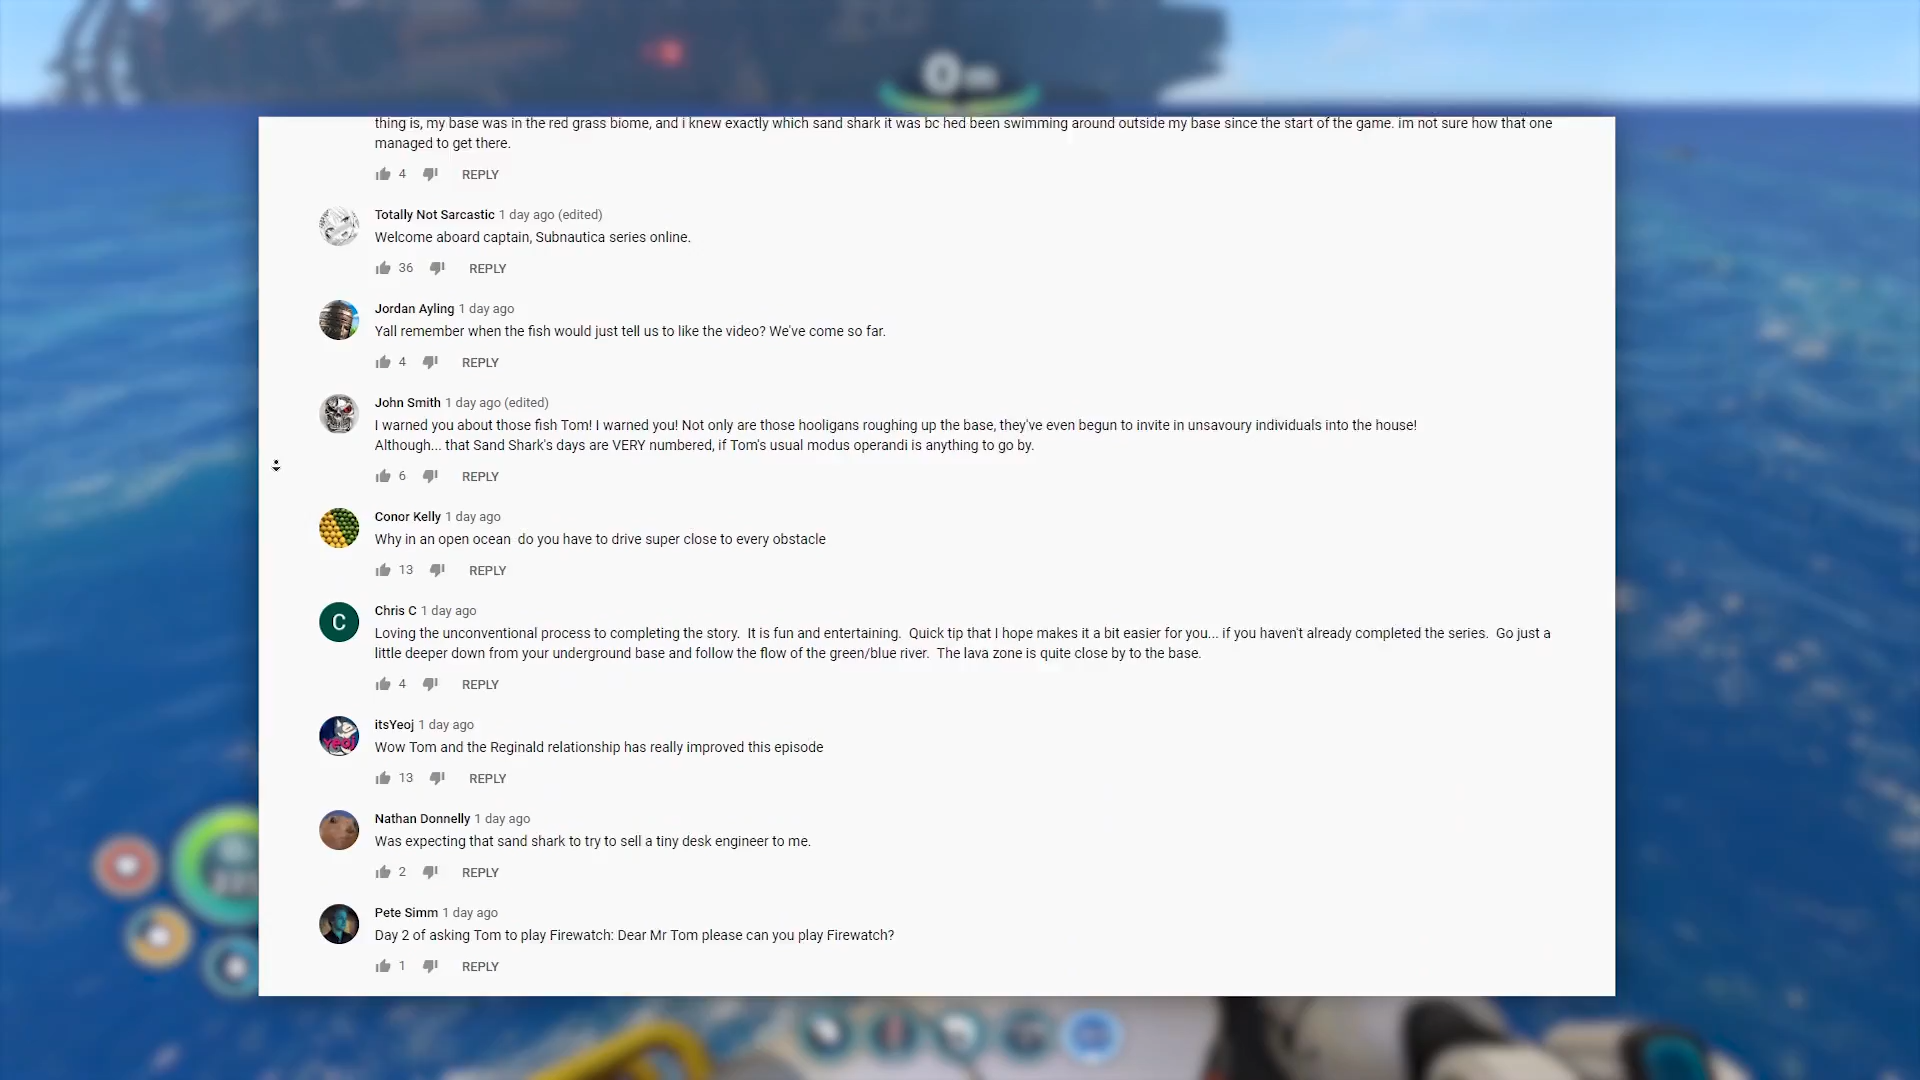 0m
thing is, my base was in the red grass biome, and i knew exactly which sand shark it was bc hed been swimming around outside my base since the start of the game. im not sure how that one
managed to get there.
4 REPLY
Totally Not Sarcastic 1 day ago (edited)
Welcome aboard captain, Subnautica series online.
36 REPLY
Jordan Ayling 1 day ago
Yall remember when the fish would just tell us to like the video? We've come so far.
4 REPLY
John Smith 1 day ago (edited)
I warned you about those fish Tom! I warned you! Not only are those hooligans roughing up the base, they've even begun to invite in unsavoury individuals into the house!
Although... that Sand Shark's days are VERY numbered, if Tom's usual modus operandi is anything to go by.
6 REPLY
Conor Kelly 1 day ago
Why in an open ocean  do you have to drive super close to every obstacle
13 REPLY
C
Chris C 1 day ago
Loving the unconventional process to completing the story.  It is fun and entertaining.  Quick tip that I hope makes it a bit easier for you... if you haven't already completed the series.  Go just a
little deeper down from your underground base and follow the flow of the green/blue river.  The lava zone is quite close by to the base.
4 REPLY
Yeoj
itsYeoj 1 day ago
Wow Tom and the Reginald relationship has really improved this episode
13 REPLY
Nathan Donnelly 1 day ago
Was expecting that sand shark to try to sell a tiny desk engineer to me.
2 REPLY
Pete Simm 1 day ago
Day 2 of asking Tom to play Firewatch: Dear Mr Tom please can you play Firewatch?
1 REPLY